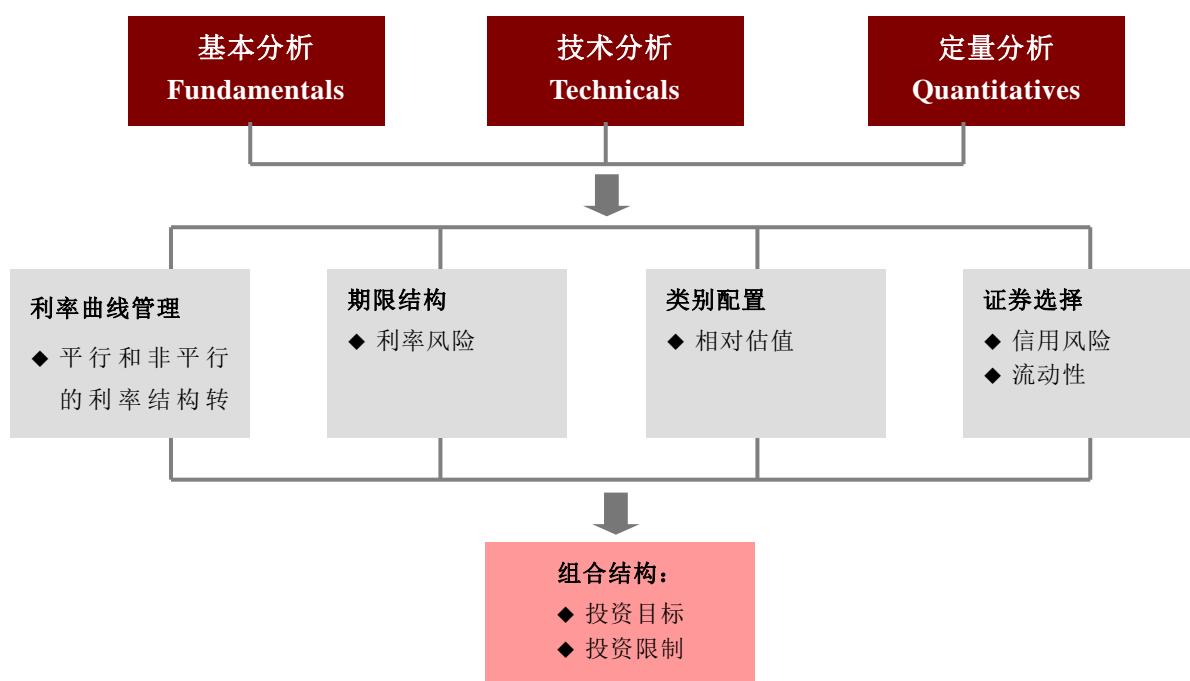 基本分析
Fundamentals
技术分析
Technicals
定量分析
Quantitatives
利率曲线管理
◆ 平行和非平行
的利率结构转
期限结构
◆ 利率风险
类别配置
◆ 相对估值
证券选择
◆ 信用风险
◆ 流动性
组合结构：
◆ 投资目标
◆ 投资限制